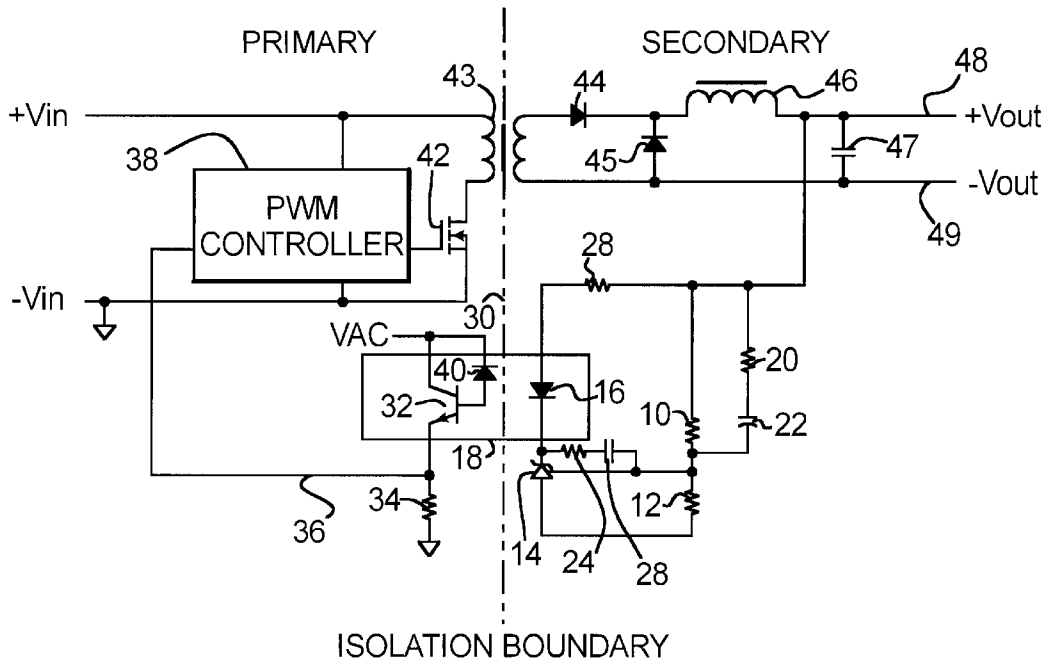 PRIMARY
SECONDARY
43
44
46
48
+Vin
+Vout
38
42
45
47
PWM
CONTROLLER
-Vout
49
28
-Vin
30
VAC
40
16
20
32
10
22
18
14
12
36
34
24
28
ISOLATION BOUNDARY